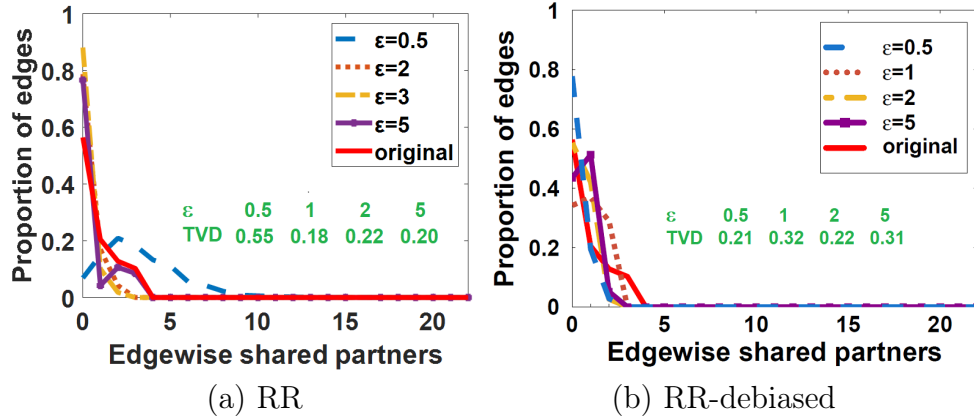 Proportion of edges
1
0.8
0.6
0.4
0.2
0
0 5 10 15 20
Edgewise shared partners
ε=0.5
ε=2
ε=3
ε=5
original
ε 0.5 1 2 5
TVD 0.55 0.18 0.22 0.20
(a) RR
Proportion of edges
1
0.8
0.6
0.4
0.2
0
0 5 10 15 20
Edgewise shared partners
ε=0.5
ε=1
ε=2
ε=5
original
ε 0.5 1 2 5
TVD 0.21 0.32 0.22 0.31
(b) RR-debiased